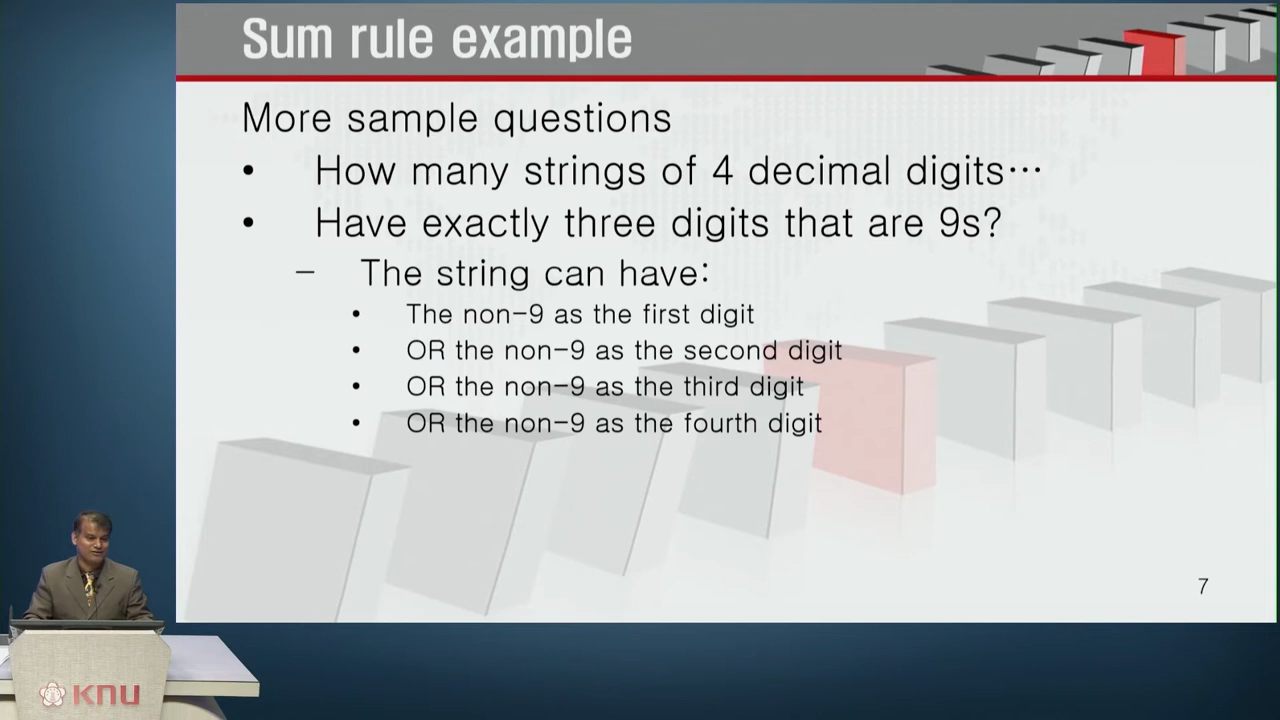 Sum rule example
More sample questions
• How many strings of 4 decimal digits…
• Have exactly three digits that are 9s?
– The string can have:
• The non-9 as the first digit
• OR the non-9 as the second digit
• OR the non-9 as the third digit
• OR the non-9 as the fourth digit
7
KNU